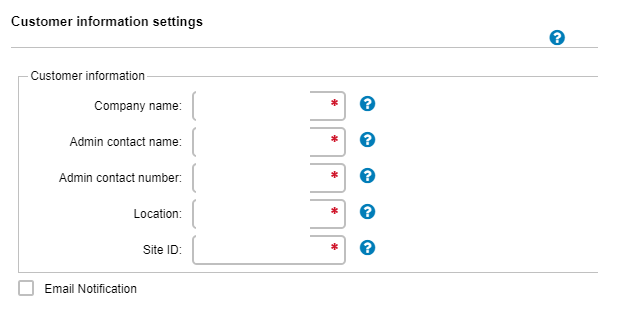 Customer information settings
?
Customer information
Company name: * ?
Admin contact name: * ?
Admin contact number: * ?
Location: * ?
Site ID: * ?
Email Notification